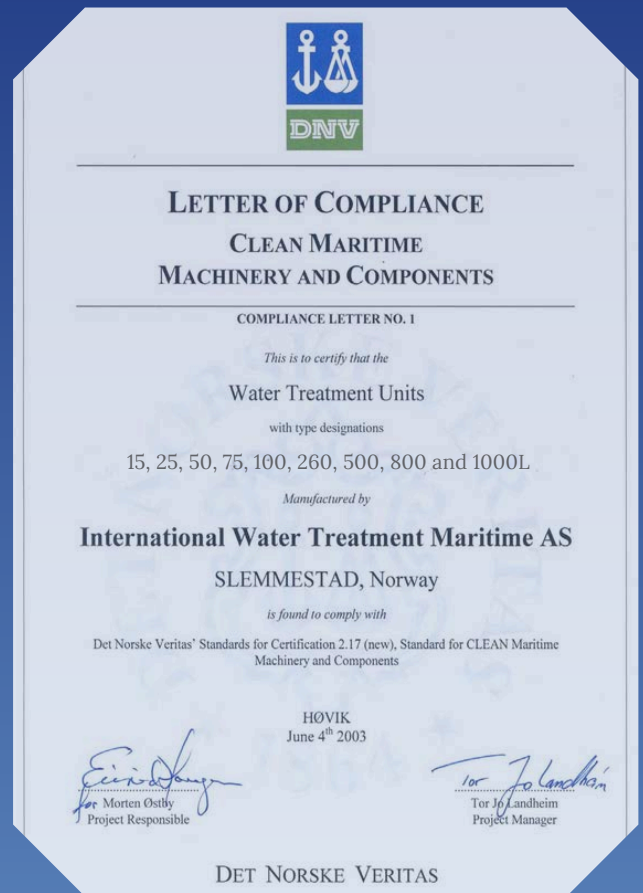 DNV
LETTER OF COMPLIANCE
CLEAN MARITIME
MACHINERY AND COMPONENTS
COMPLIANCE LETTER NO. 1
This is to certify that the
Water Treatment Units
with type designations
15, 25, 50, 75, 100, 260, 500, 800 and 1000L
Manufactured by
International Water Treatment Maritime AS
SLEMMESTAD, Norway
is found to comply with
Det Norske Veritas' Standards for Certification 2.17 (new), Standard for CLEAN Maritime
Machinery and Components
HØVIK
June 4th 2003
for Morten Østby
Project Responsible
Tor Jo Landheim
Project Manager
DET NORSKE VERITAS